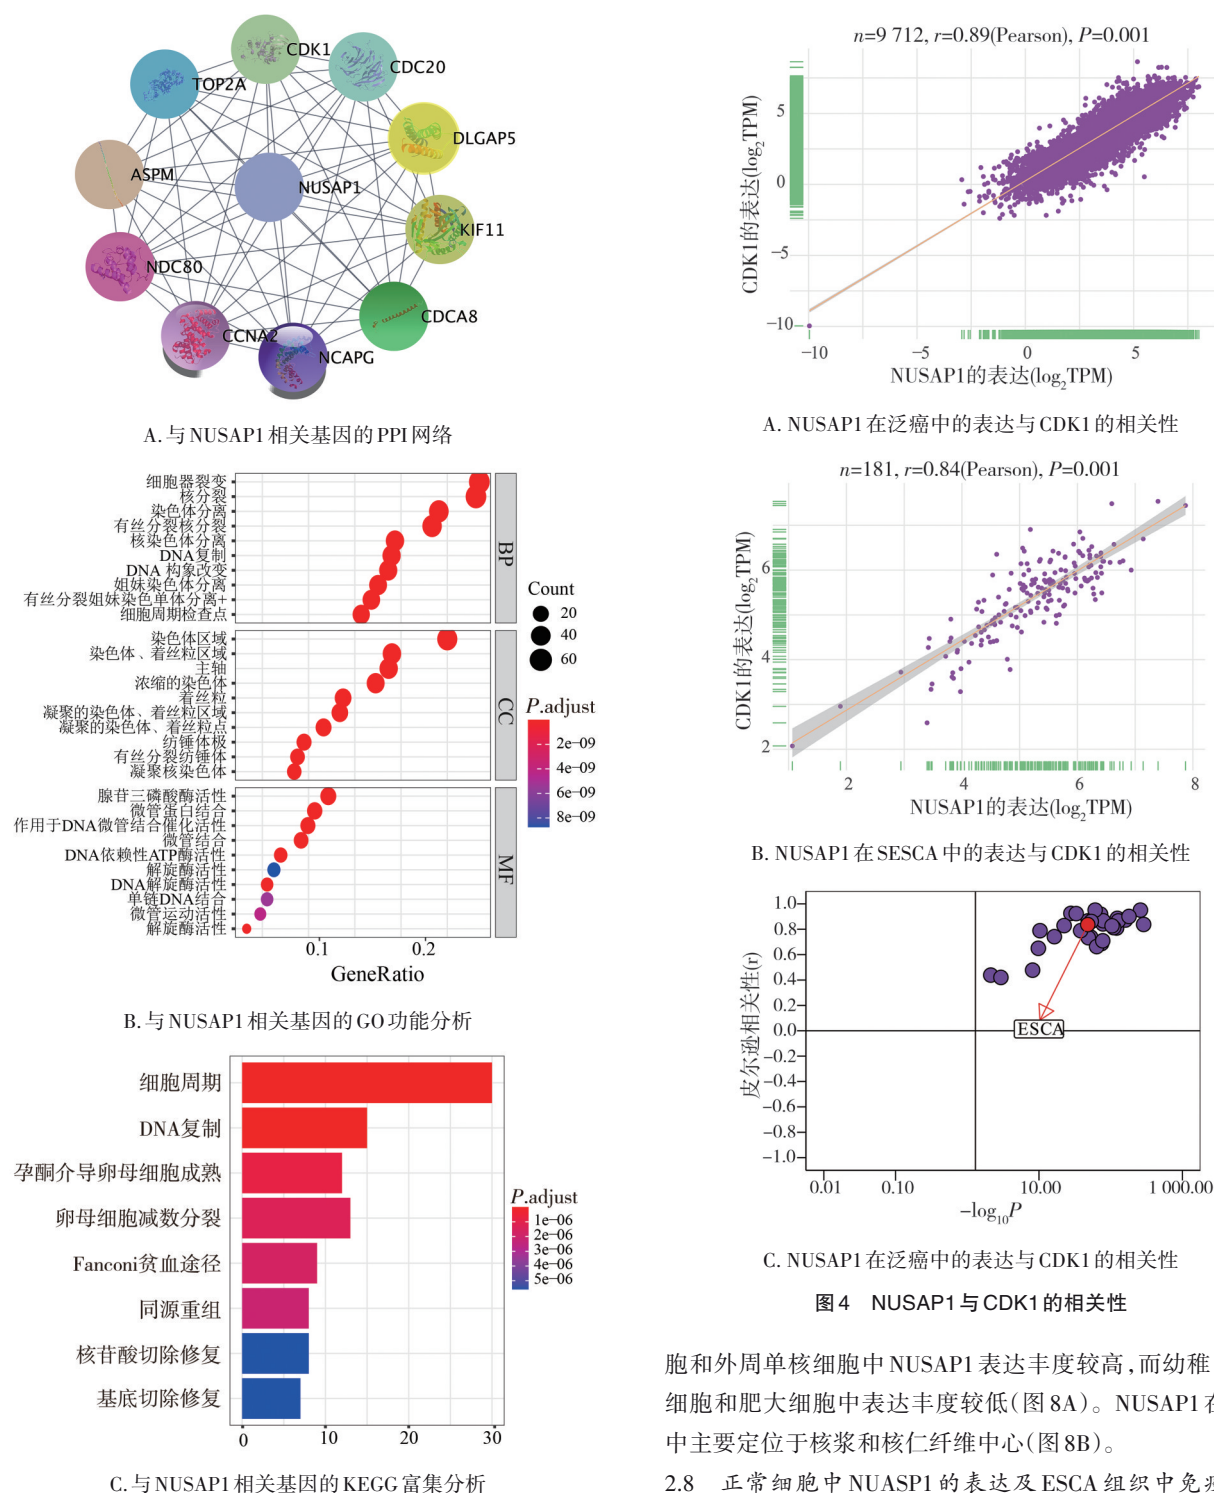 CDK1
CDC20
TOP2A
DLGAP5
ASPM
NUSAP1
KIF11
NDC80
CDCA8
CCNA2
NCAPG
A.与NUSAP1相关基因的PPI网络
细胞器裂变
核分裂
染色体分离
有丝分裂核分裂
核染色体分离
DNA复制
DNA 构象改变
姐妹染色体分离
有丝分裂姐妹染色单体分离+
细胞周期检查点
BP
染色体区域
染色体、着丝粒区域
主轴
浓缩的染色体
着丝粒
凝聚的染色体、着丝粒区域
凝聚的染色体、着丝粒点
纺锤体极
有丝分裂纺锤体
凝聚核染色体
CC
腺苷三磷酸酶活性
微管蛋白结合
作用于DNA微管结合催化活性
微管结合
DNA依赖性ATP酶活性
解旋酶活性
DNA解旋酶活性
单链DNA结合
微管运动活性
解旋酶活性
MF
0.1 0.2
GeneRatio
Count
20
40
60
P.adjust
2e-09
4e-09
6e-09
8e-09
B.与NUSAP1相关基因的GO功能分析
细胞周期
DNA复制
孕酮介导卵母细胞成熟
卵母细胞减数分裂
Fanconi贫血途径
同源重组
核苷酸切除修复
基底切除修复
0 10 20 30
P.adjust
1e-06
2e-06
3e-06
4e-06
5e-06
C.与NUSAP1相关基因的KEGG富集分析
n=9 712, r=0.89(Pearson), P=0.001
CDK1的表达(log2TPM)
5
0
−5
−10
−10 −5 0 5
NUSAP1的表达(log2TPM)
A. NUSAP1在泛癌中的表达与CDK1的相关性
n=181, r=0.84(Pearson), P=0.001
CDK1的表达(log2TPM)
6
4
2
2 4 6 8
NUSAP1的表达(log2TPM)
B. NUSAP1在SESCA中的表达与CDK1的相关性
皮尔逊相关性(r)
1.0
0.8
0.6
0.4
0.2
0.0
−0.2
−0.4
−0.6
−0.8
−1.0
ESCA
0.01 0.10 10.00 1 000.00
−log10P
C. NUSAP1在泛癌中的表达与CDK1的相关性
图4 NUSAP1与CDK1的相关性
胞和外周单核细胞中NUSAP1表达丰度较高,而幼稚
细胞和肥大细胞中表达丰度较低(图8A)。NUSAP1在
中主要定位于核浆和核仁纤维中心(图8B)。
2.8 正常细胞中NUASP1的表达及ESCA组织中免疫